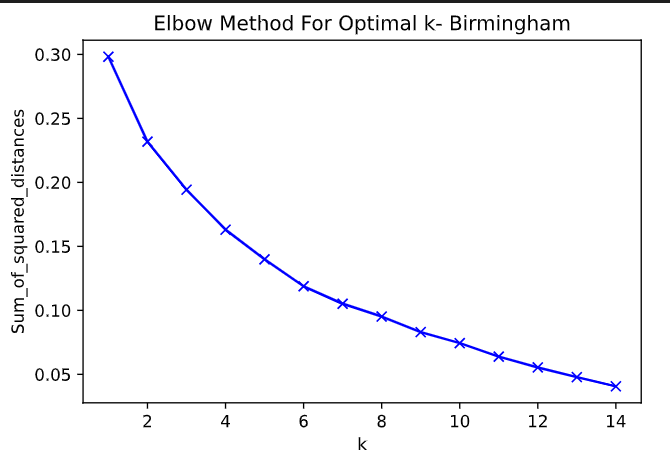 Elbow Method For Optimal k- Birmingham
Sum_of_squared_distances
0.30
0.25
0.20
0.15
0.10
0.05
2 4 6 8 10 12 14
k